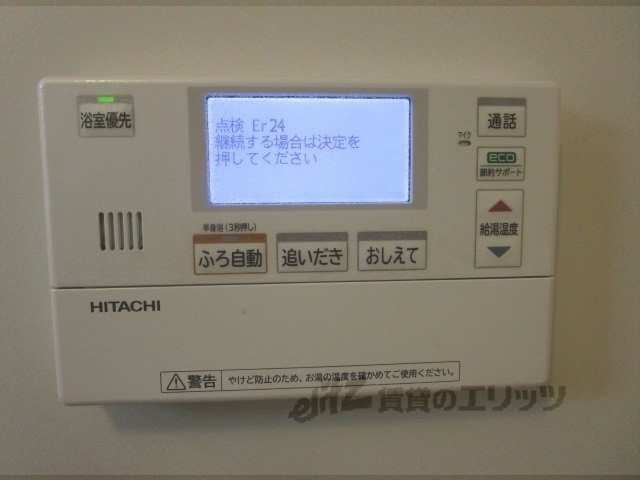 浴室優先
点検 Er24
継続する場合は決定を
押してください
通話
マイク
eco
節約サポート
給湯温度
半身浴(3秒押し)
ふろ自動
追いだき
おしえて
HITACHI
警告 やけど防止のため、お湯の温度を確かめてご使用ください。
elitz 賃貸のエリッツ